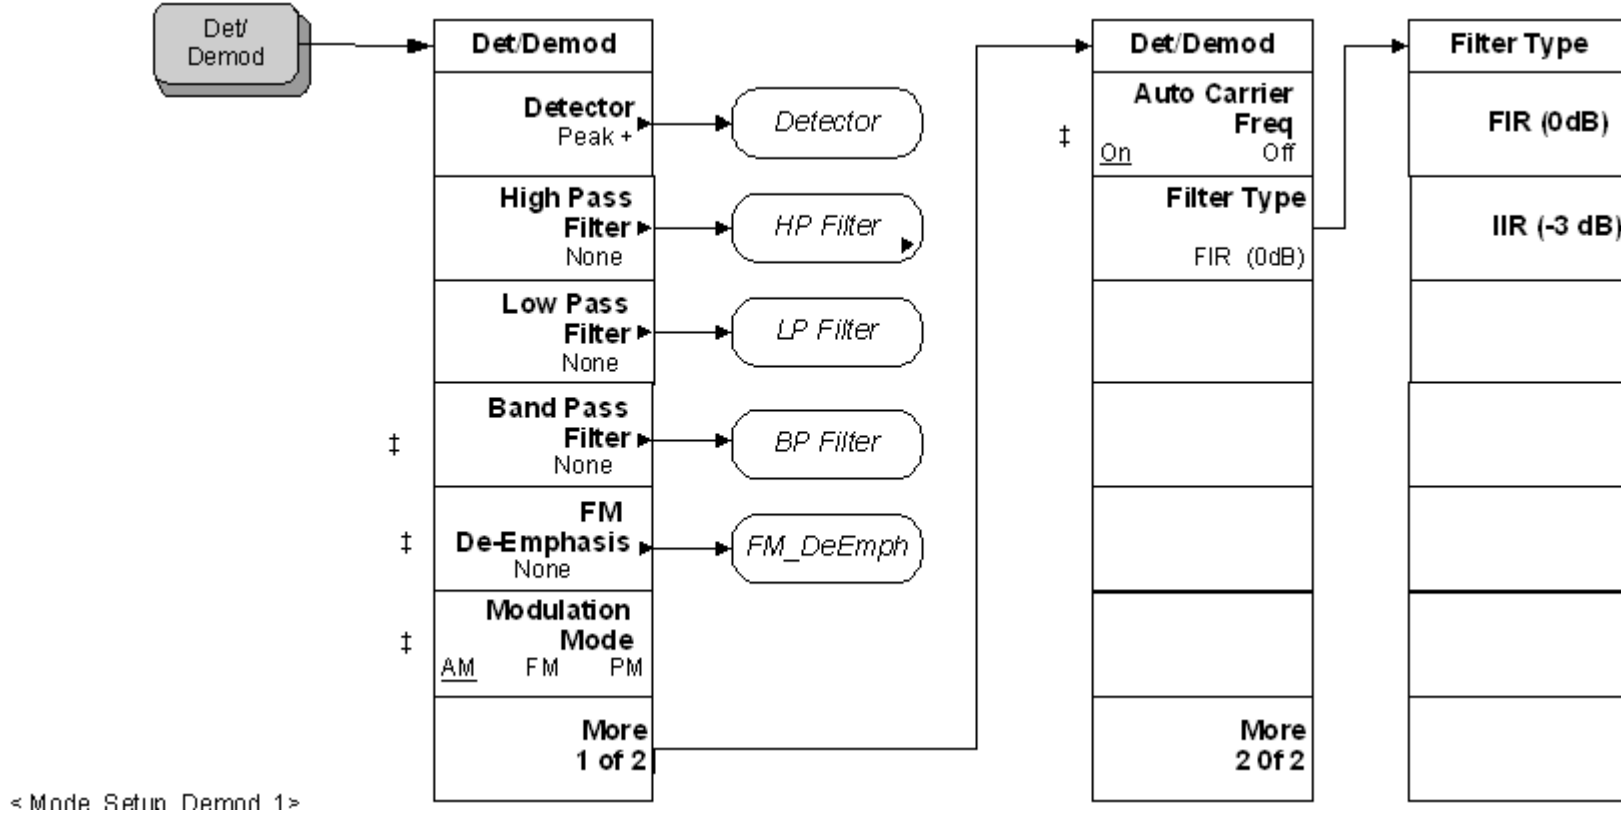 Det/
Demod
Det/Demod
Detector
Peak +
High Pass
Filter
None
Low Pass
Filter
None
‡
Band Pass
Filter
None
‡
FM
De-Emphasis
None
‡
Modulation
Mode
AM FM PM
More
1 of 2
Detector
HP Filter
LP Filter
BP Filter
FM_DeEmph
Det/Demod
‡
Auto Carrier
Freq
On Off
Filter Type
FIR (0dB)
More
2 Of 2
Filter Type
FIR (0dB)
IIR (-3 dB)
< Mode_Setup_Demod_1>